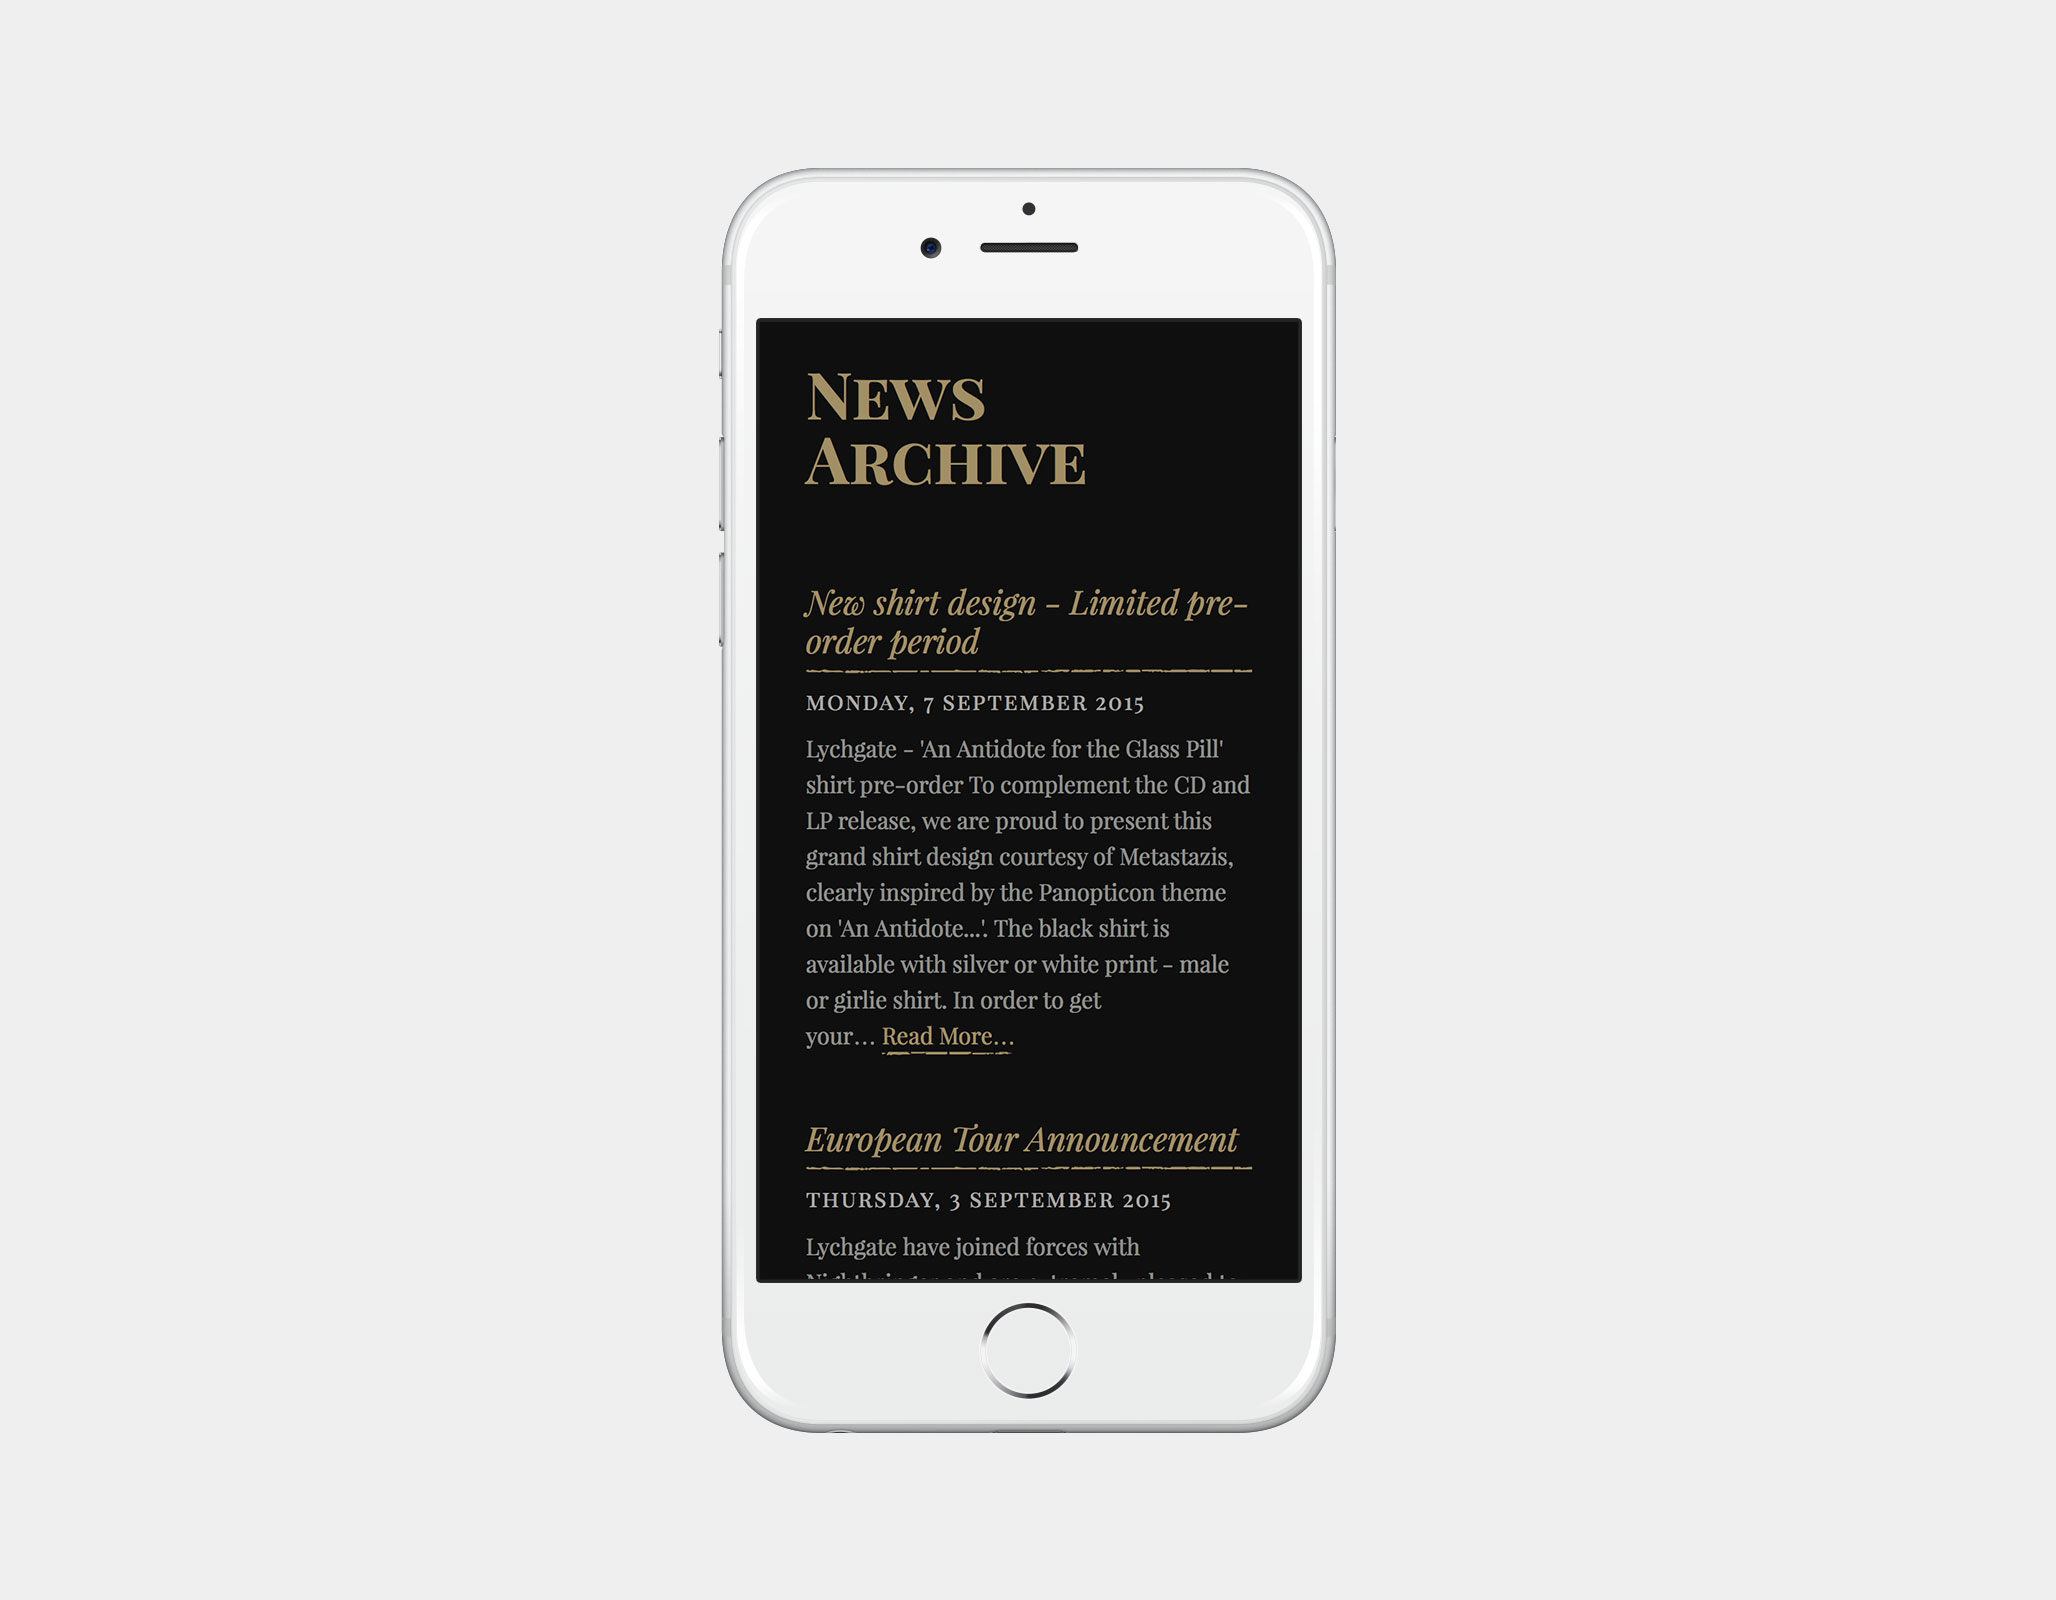 News
Archive
New shirt design - Limited pre-
order period
MONDAY, 7 SEPTEMBER 2015
Lychgate - 'An Antidote for the Glass Pill'
shirt pre-order To complement the CD and
LP release, we are proud to present this
grand shirt design courtesy of Metastazis,
clearly inspired by the Panopticon theme
on 'An Antidote...'. The black shirt is
available with silver or white print - male
or girlie shirt. In order to get
your… Read More…
European Tour Announcement
THURSDAY, 3 SEPTEMBER 2015
Lychgate have joined forces with